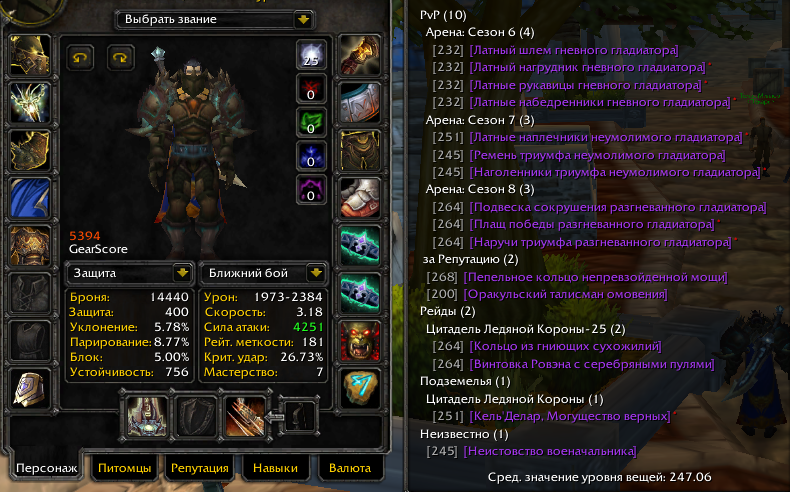 Выбрать звание
25
0
0
0
0
5394
GearScore
Защита
Броня: 14440
Защита: 400
Уклонение: 5.78%
Парирование: 8.77%
Блок: 5.00%
Устойчивость: 756
Ближний бой
Урон: 1973-2384
Скорость: 3.18
Сила атаки: 4251
Рейт. меткости: 181
Крит. удар: 26.73%
Мастерство: 7
Персонаж
Питомцы
Репутация
Навыки
Валюта
PvP (10)
Арена: Сезон 6 (4)
[232] [Латный шлем гневного гладиатора]
[232] [Латный нагрудник гневного гладиатора]
[232] [Латные рукавицы гневного гладиатора]
[232] [Латные набедренники гневного гладиатора]
Арена: Сезон 7 (3)
[251] [Латные наплечники неумолимого гладиатора]
[245] [Ремень триумфа неумолимого гладиатора]
[245] [Наголенники триумфа неумолимого гладиатора]
Арена: Сезон 8 (3)
[264] [Подвеска сокрушения разгневанного гладиатора]
[264] [Плащ победы разгневанного гладиатора]
[264] [Наручи триумфа разгневанного гладиатора]
за Репутацию (2)
[268] [Пепельное кольцо непревзойденной мощи]
[200] [Оракульский талисман омовения]
Рейды (2)
Цитадель Ледяной Короны-25 (2)
[264] [Кольцо из гниющих сухожилий]
[264] [Винтовка Ровэна с серебряными пулями]
Подземелья (1)
Цитадель Ледяной Короны (1)
[251] [Кель'Делар, Могущество верных]
Неизвестно (1)
[245] [Неистовство военачальника]
Сред. значение уровня вещей: 247.06